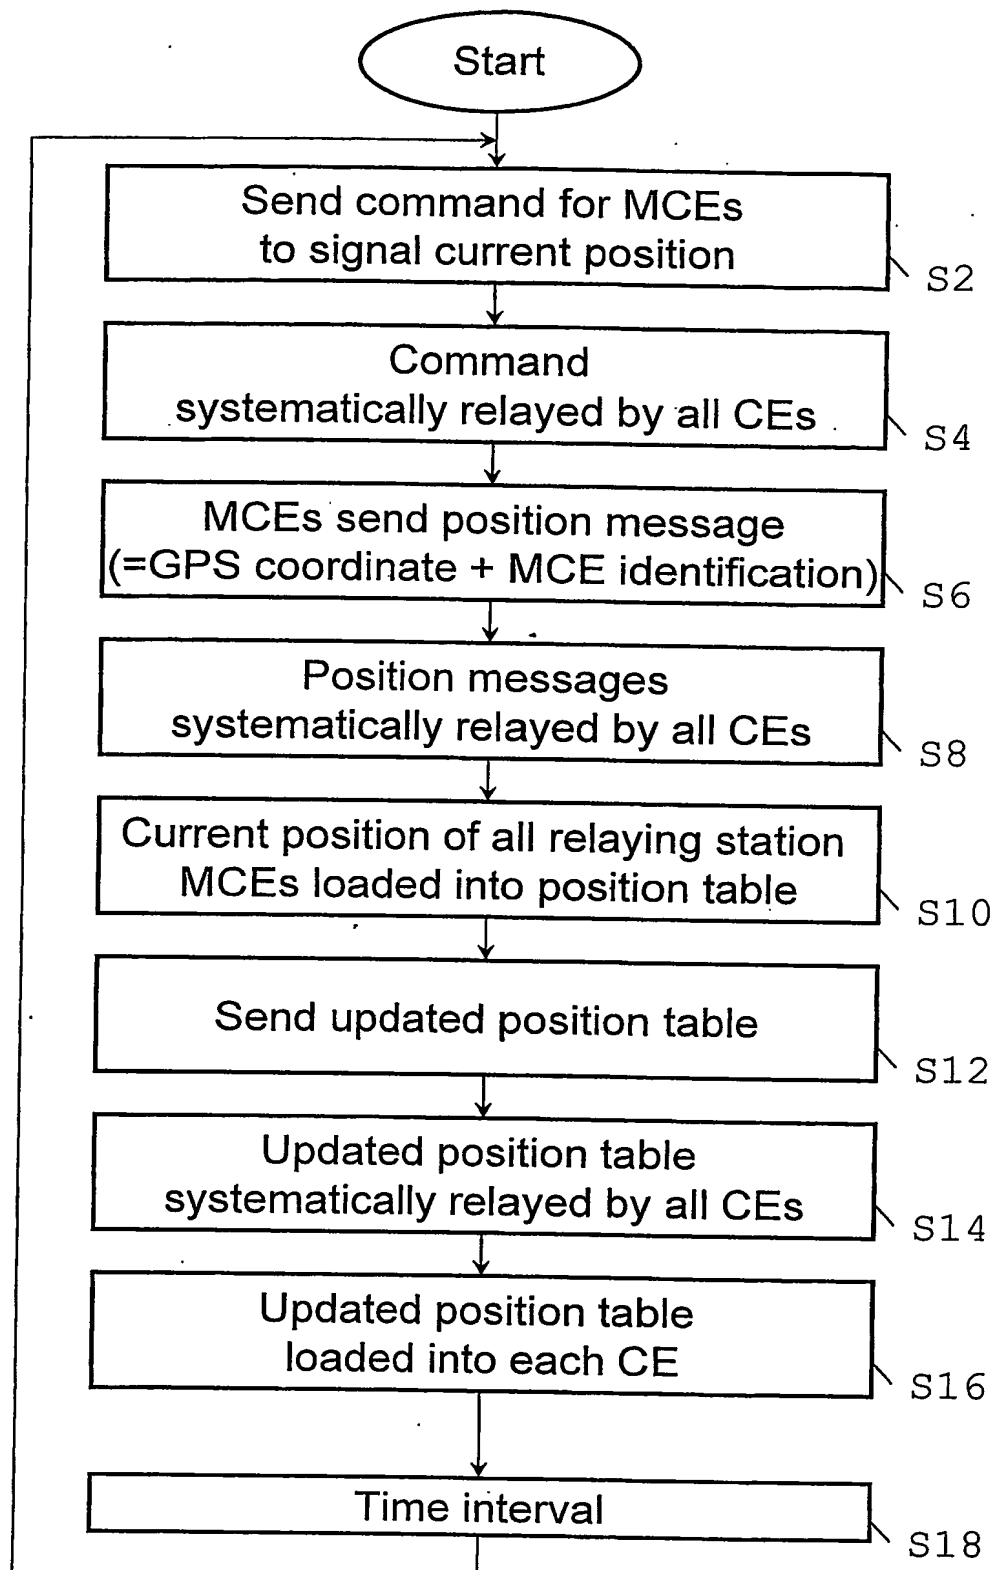 Start
Send command for MCEs
to signal current position
S2
Command
systematically relayed by all CEs
S4
MCEs send position message
(=GPS coordinate + MCE identification)
S6
Position messages
systematically relayed by all CEs
S8
Current position of all relaying station
MCEs loaded into position table
S10
Send updated position table
S12
Updated position table
systematically relayed by all CEs
S14
Updated position table
loaded into each CE
S16
Time interval
S18